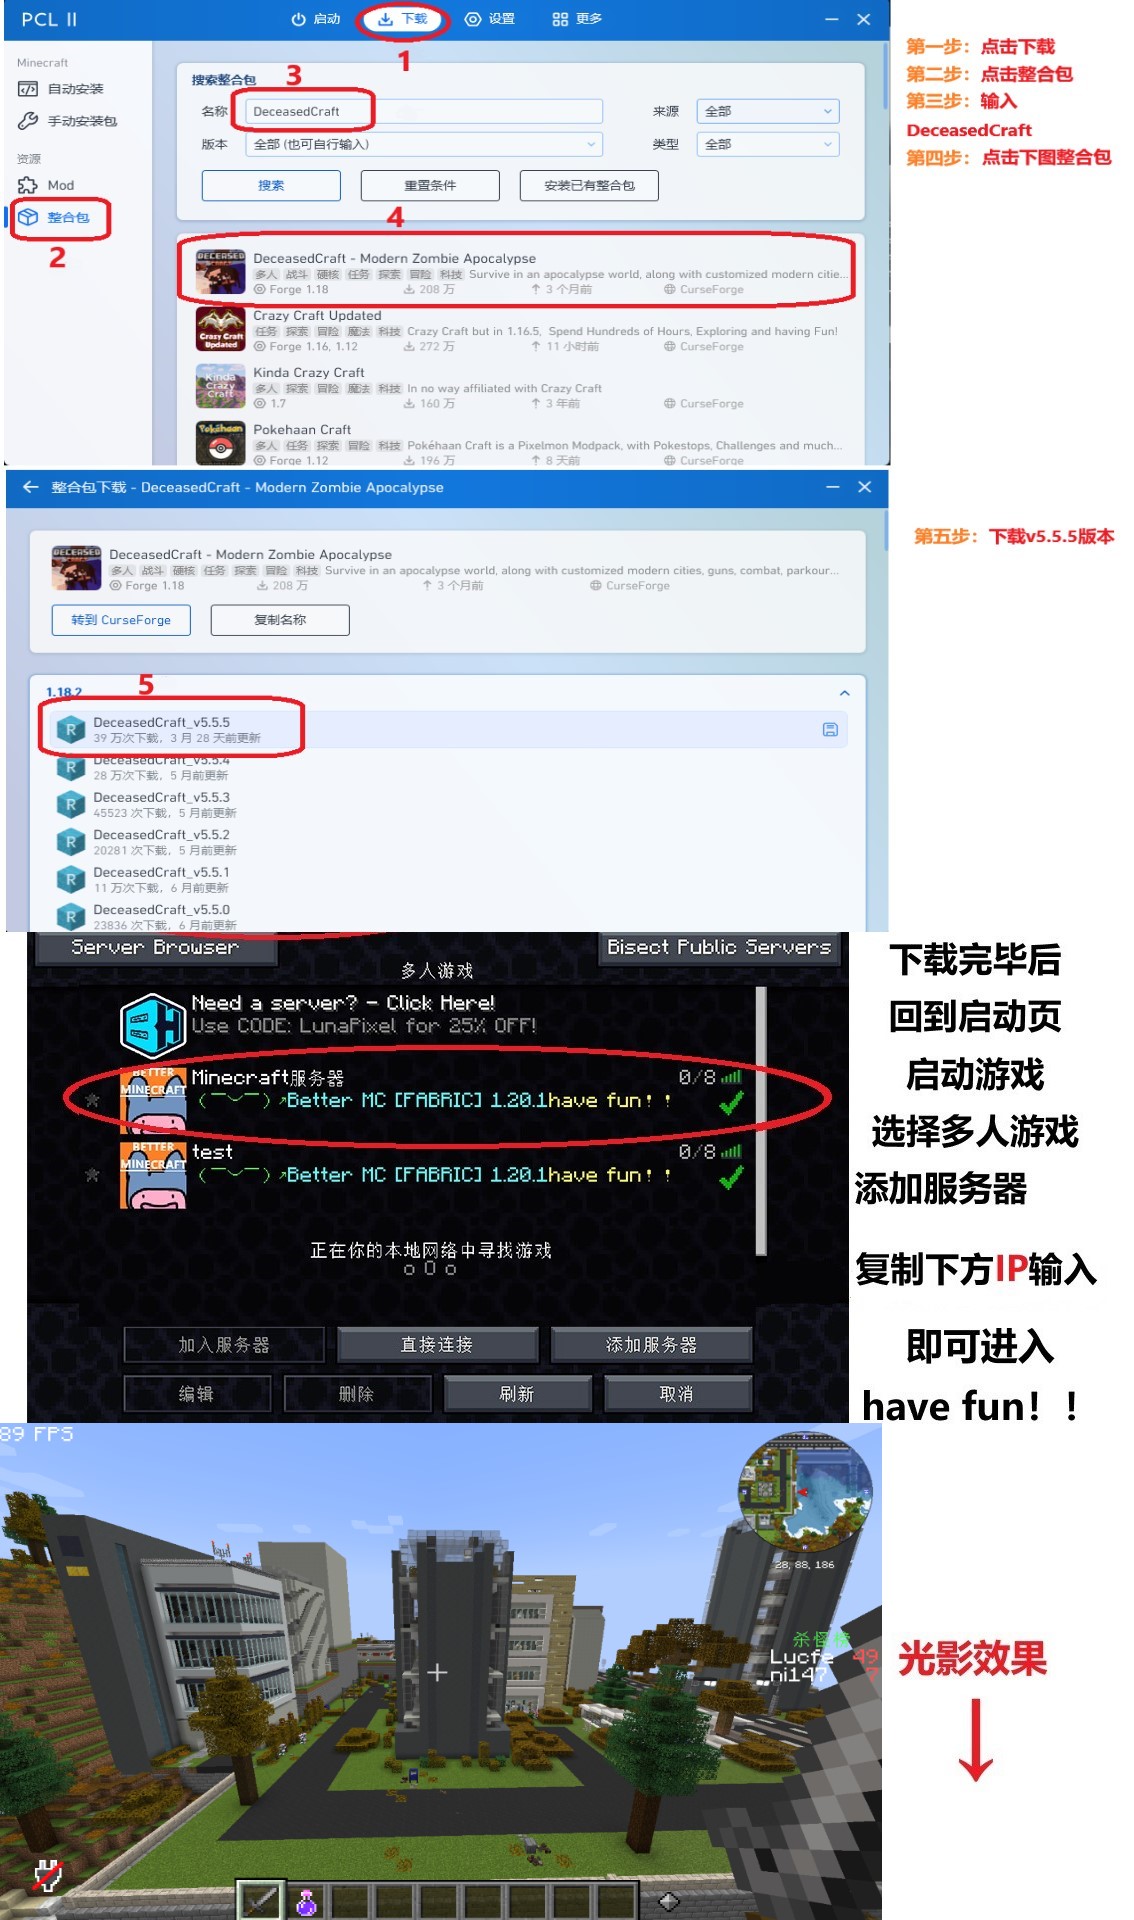 PCL II
启动
下载
设置
更多
1
Minecraft
自动安装
手动安装包
资源
Mod
整合包
2
搜索整合包
3
名称
DeceasedCraft
来源
全部
版本
全部 (也可自行输入)
类型
全部
搜索
重置条件
安装已有整合包
4
DECEASED
DeceasedCraft - Modern Zombie Apocalypse
多人 战斗 硬核 任务 探索 冒险 科技 Survive in an apocalypse world, along with customized modern citie...
Forge 1.18
208 万
3 个月前
CurseForge
Crazy Craft Updated
Crazy Craft Updated
任务 探索 冒险 魔法 科技 Crazy Craft but in 1.16.5, Spend Hundreds of Hours, Exploring and having Fun!
Forge 1.16, 1.12
272 万
11 小时前
CurseForge
Kinda Crazy Craft
Kinda Crazy Craft
多人 探索 冒险 魔法 科技 In no way affiliated with Crazy Craft
1.7
160 万
3 年前
CurseForge
Pokehaan
Pokehaan Craft
多人 任务 探索 冒险 科技 Pokéhaan Craft is a Pixelmon Modpack, with Pokestops, Challenges and much...
Forge 1.12
196 万
8 天前
CurseForge
第一步：点击下载
第二步：点击整合包
第三步：输入
DeceasedCraft
第四步：点击下图整合包
整合包下载 - DeceasedCraft - Modern Zombie Apocalypse
DECEASED
DeceasedCraft - Modern Zombie Apocalypse
多人 战斗 硬核 任务 探索 冒险 科技 Survive in an apocalypse world, along with customized modern cities, guns, combat, parkour...
Forge 1.18
208 万
3 个月前
CurseForge
转到 CurseForge
复制名称
1.18.2
5
R
DeceasedCraft_v5.5.5
39 万次下载，3 月 28 天前更新
R
DeceasedCraft_v5.5.4
28 万次下载，5 月前更新
R
DeceasedCraft_v5.5.3
45523 次下载，5 月前更新
R
DeceasedCraft_v5.5.2
20281 次下载，5 月前更新
R
DeceasedCraft_v5.5.1
11 万次下载，6 月前更新
R
DeceasedCraft_v5.5.0
23836 次下载，6 月前更新
第五步：下载v5.5.5版本
Server Browser
Bisect Public Servers
多人游戏
Need a server? - Click Here!
Use CODE: LunaPixel for 25% OFF!
BETTER
MINECRAFT
Minecraft服务器
0/8
(￣︶￣)↗Better MC [FABRIC] 1.20.1have fun！！
BETTER
MINECRAFT
test
0/8
(￣︶￣)↗Better MC [FABRIC] 1.20.1have fun！！
正在你的本地网络中寻找游戏
o O o
加入服务器
直接连接
添加服务器
编辑
删除
刷新
取消
下载完毕后
回到启动页
启动游戏
选择多人游戏
添加服务器
复制下方IP输入
即可进入
have fun！！
89 FPS
28, 88, 186
杀怪榜
Lucfe 49
ni147 7
光影效果